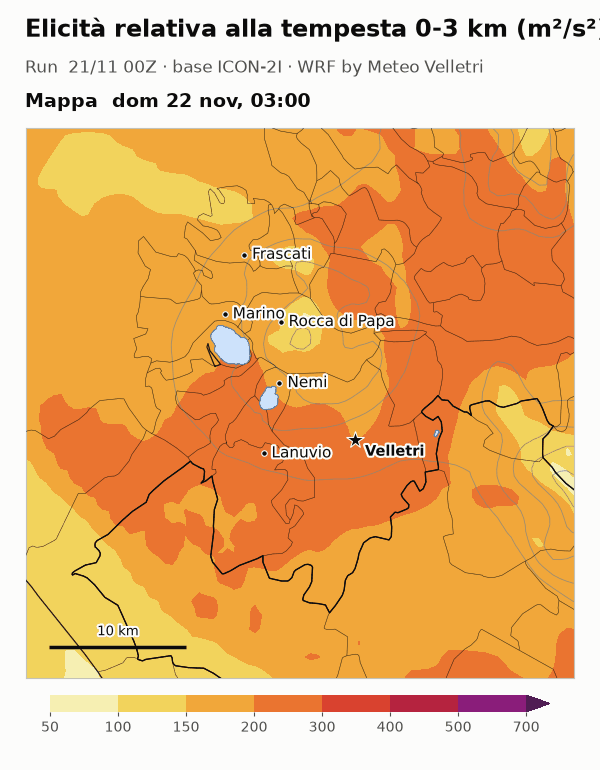 Elicità relativa alla tempesta 0-3 km (m²/s²)
Run 21/11 00Z · base ICON-2I · WRF by Meteo Velletri
Mappa dom 22 nov, 03:00
Frascati
Marino
Rocca di Papa
Nemi
Velletri
Lanuvio
10 km
50 100 150 200 300 400 500 700